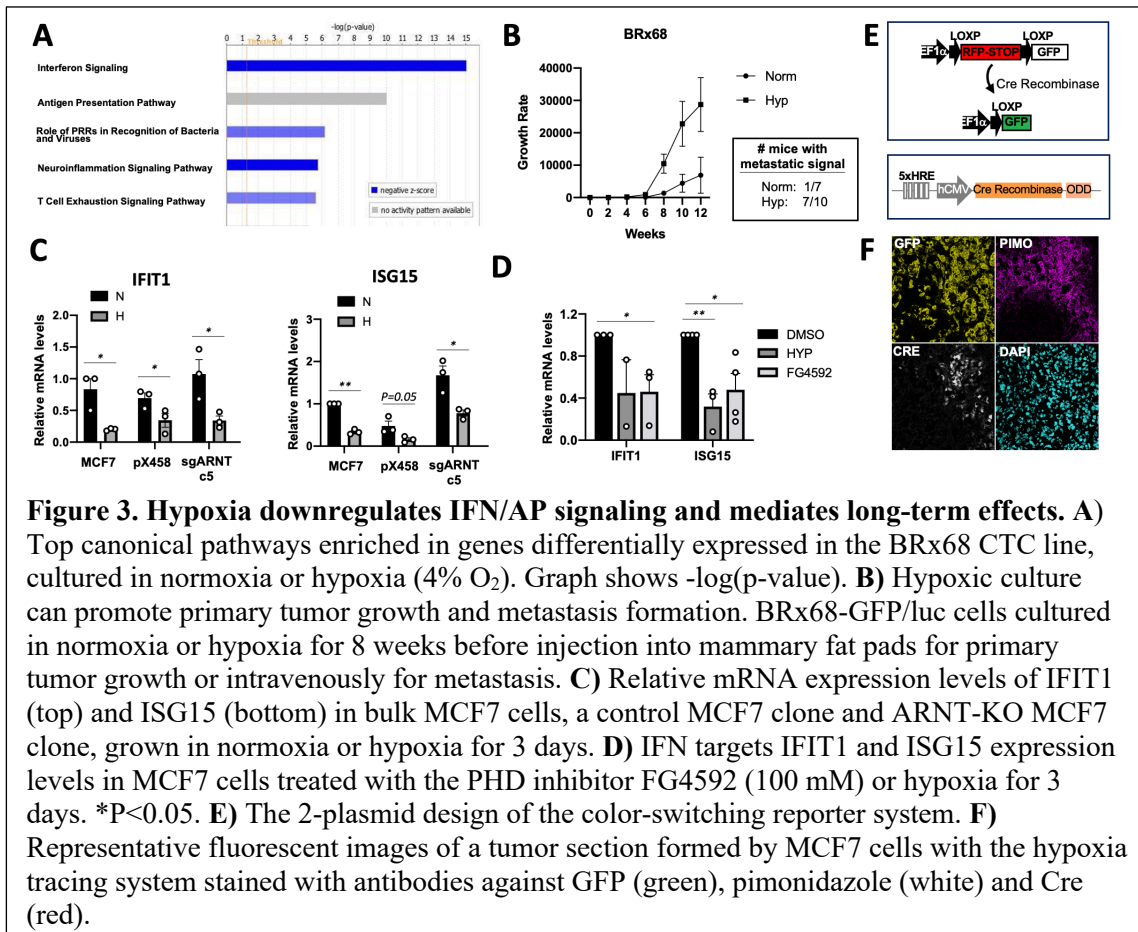 A
-log(p-value)
Threshold
0 1 2 3 4 5 6 7 8 9 10 11 12 13 14 15
Interferon Signaling
Antigen Presentation Pathway
Role of PRRs in Recognition of Bacteria
and Viruses
Neuroinflammation Signaling Pathway
T Cell Exhaustion Signaling Pathway
negative z-score
no activity pattern available
B
BRx68
Growth Rate
40000
30000
20000
10000
0
0 2 4 6 8 10 12
Weeks
Norm
Hyp
# mice with
metastatic signal
Norm: 1/7
Hyp: 7/10
E
LOXP LOXP
EF1α RFP-STOP GFP
Cre Recombinase
LOXP
EF1α GFP
5xHRE
hCMV Cre Recombinase ODD
C
IFIT1
N
H
Relative mRNA levels
1.5
1.0
0.5
0.0
* * *
MCF7 pX458 sgARNT
c5
ISG15
N
H
Relative mRNA levels
2
1
0
** P=0.05 *
MCF7 pX458 sgARNT
c5
D
Relative mRNA levels
1.2
0.8
0.4
0.0
* ** *
DMSO
HYP
FG4592
IFIT1 ISG15
F
GFP PIMO
CRE DAPI
Figure 3. Hypoxia downregulates IFN/AP signaling and mediates long-term effects. A)
Top canonical pathways enriched in genes differentially expressed in the BRx68 CTC line,
cultured in normoxia or hypoxia (4% O₂). Graph shows -log(p-value). B) Hypoxic culture
can promote primary tumor growth and metastasis formation. BRx68-GFP/luc cells cultured
in normoxia or hypoxia for 8 weeks before injection into mammary fat pads for primary
tumor growth or intravenously for metastasis. C) Relative mRNA expression levels of IFIT1
(top) and ISG15 (bottom) in bulk MCF7 cells, a control MCF7 clone and ARNT-KO MCF7
clone, grown in normoxia or hypoxia for 3 days. D) IFN targets IFIT1 and ISG15 expression
levels in MCF7 cells treated with the PHD inhibitor FG4592 (100 mM) or hypoxia for 3
days. *P<0.05. E) The 2-plasmid design of the color-switching reporter system. F)
Representative fluorescent images of a tumor section formed by MCF7 cells with the hypoxia
tracing system stained with antibodies against GFP (green), pimonidazole (white) and Cre
(red).